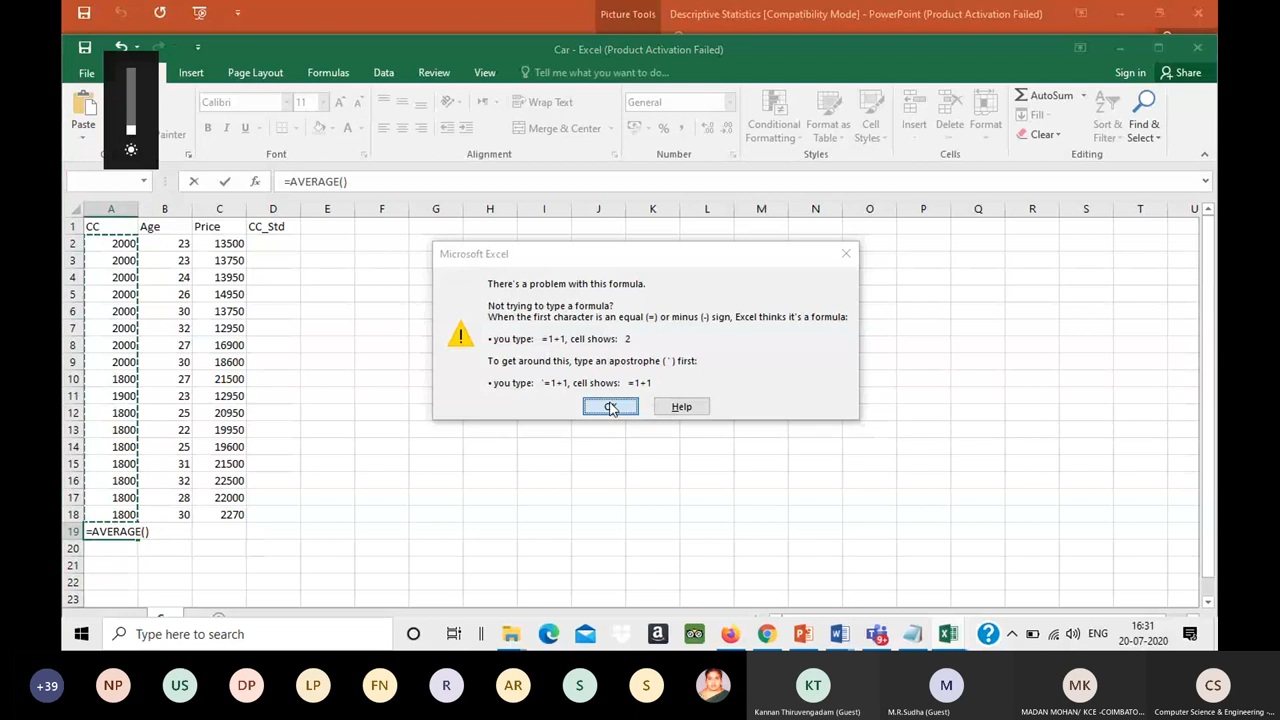 Picture Tools
Descriptive Statistics [Compatibility Mode] - PowerPoint (Product Activation Failed)
Car - Excel (Product Activation Failed)
File Insert Page Layout Formulas Data Review View Tell me what you want to do... Sign in Share
Paste
Painter
Calibri 11
B I U A
Wrap Text
Merge & Center
General
Conditional Formatting
Format as Table
Cell Styles
Insert Delete Format
AutoSum
Fill
Clear
Sort & Filter
Find & Select
Font Alignment Number Styles Cells Editing
fx =AVERAGE()
A B C D E F G H I J K L M N O P Q R S T U
1 CC Age Price CC_Std
2 2000 23 13500
3 2000 23 13750
4 2000 24 13950
5 2000 26 14950
6 2000 30 13750
7 2000 32 12950
8 2000 27 16900
9 2000 30 18600
10 1800 27 21500
11 1900 23 12950
12 1800 25 20950
13 1800 22 19950
14 1800 25 19600
15 1800 31 21500
16 1800 32 22500
17 1800 28 22000
18 1800 30 2270
19 =AVERAGE()
20
21
22
23
Microsoft Excel
There's a problem with this formula.
Not trying to type a formula?
When the first character is an equal (=) or minus (-) sign, Excel thinks it's a formula:
• you type: =1+1, cell shows: 2
To get around this, type an apostrophe ( ' ) first:
• you type: '=1+1, cell shows: =1+1
Help
Type here to search
9+
ENG
16:31
20-07-2020
+39 NP US DP LP FN R AR S S KT M MK CS
Kannan Thiruvengadam (Guest)
M.R.Sudha (Guest)
MADAN MOHAN/ KCE -COIMBATO...
Computer Science & Engineering -...